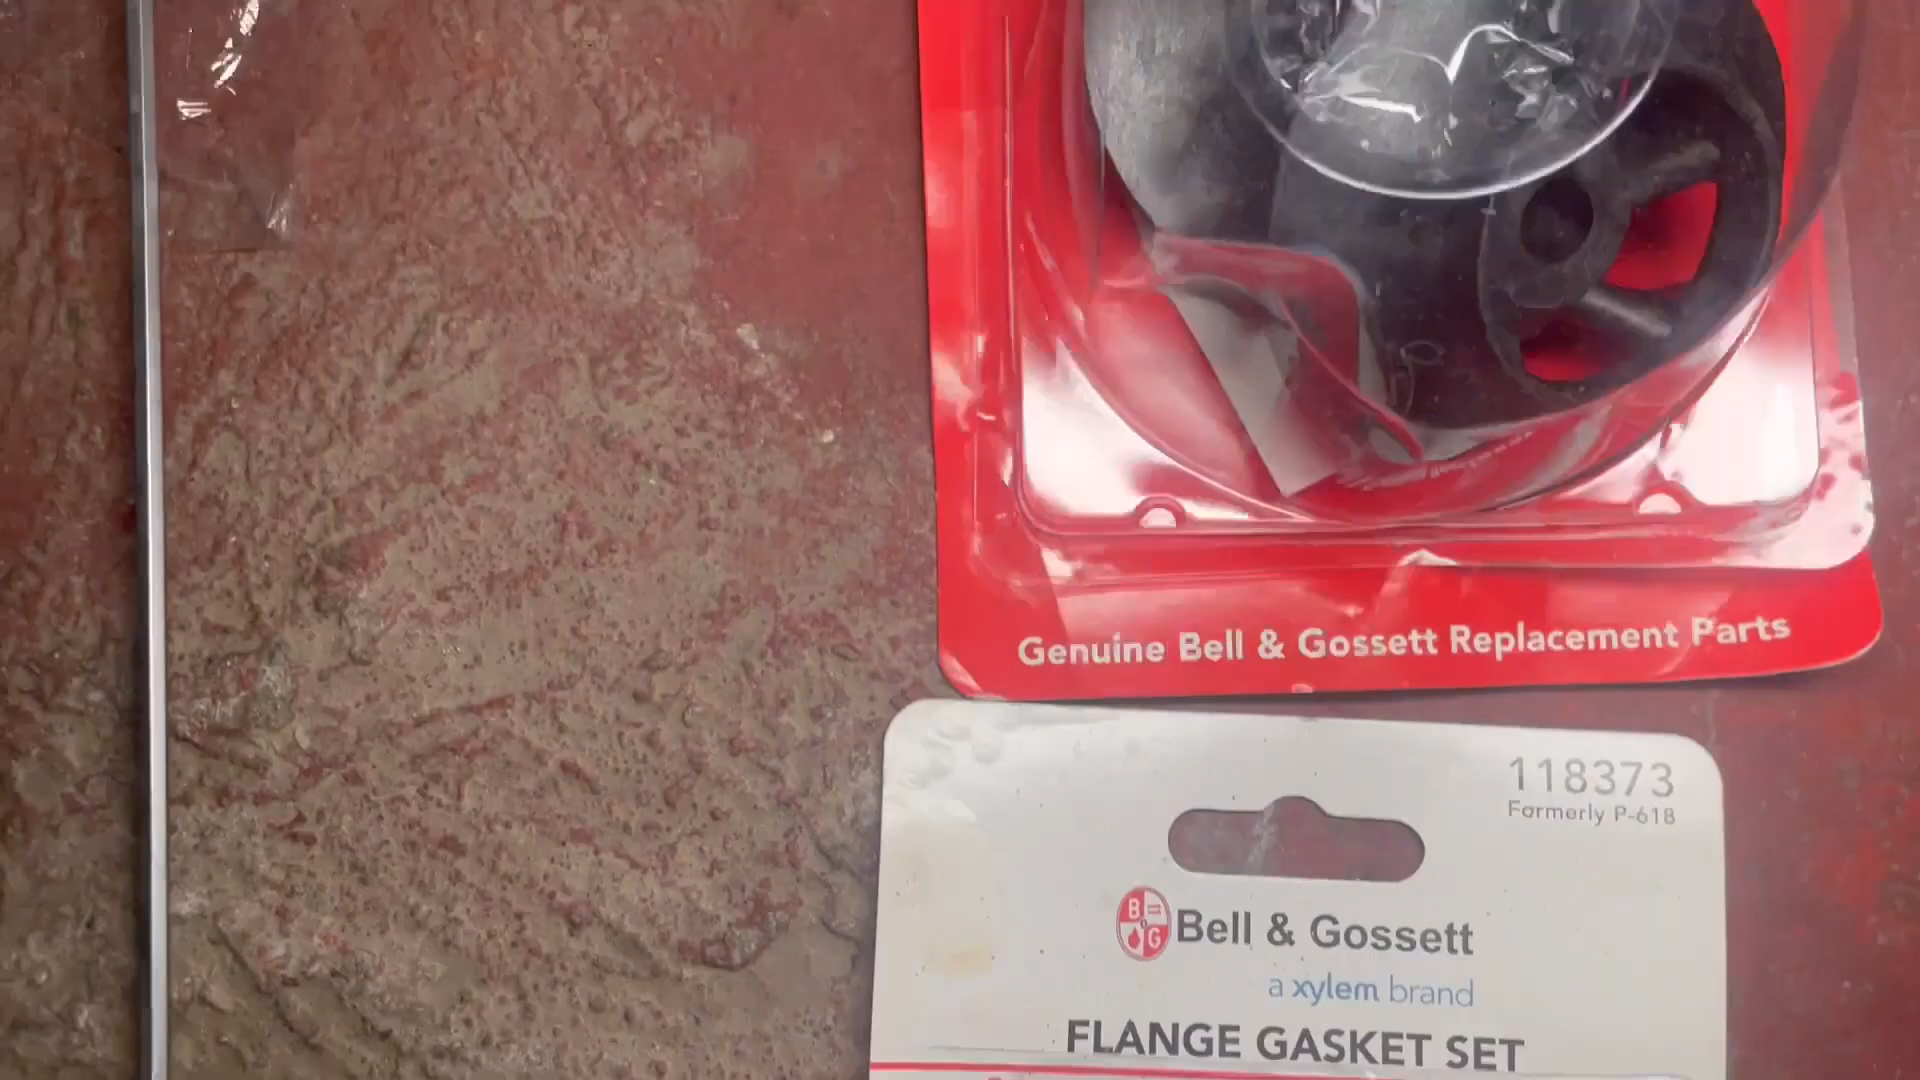 Genuine Bell & Gossett Replacement Parts
118373
Formerly P-618
B G
Bell & Gossett
a xylem brand
FLANGE GASKET SET